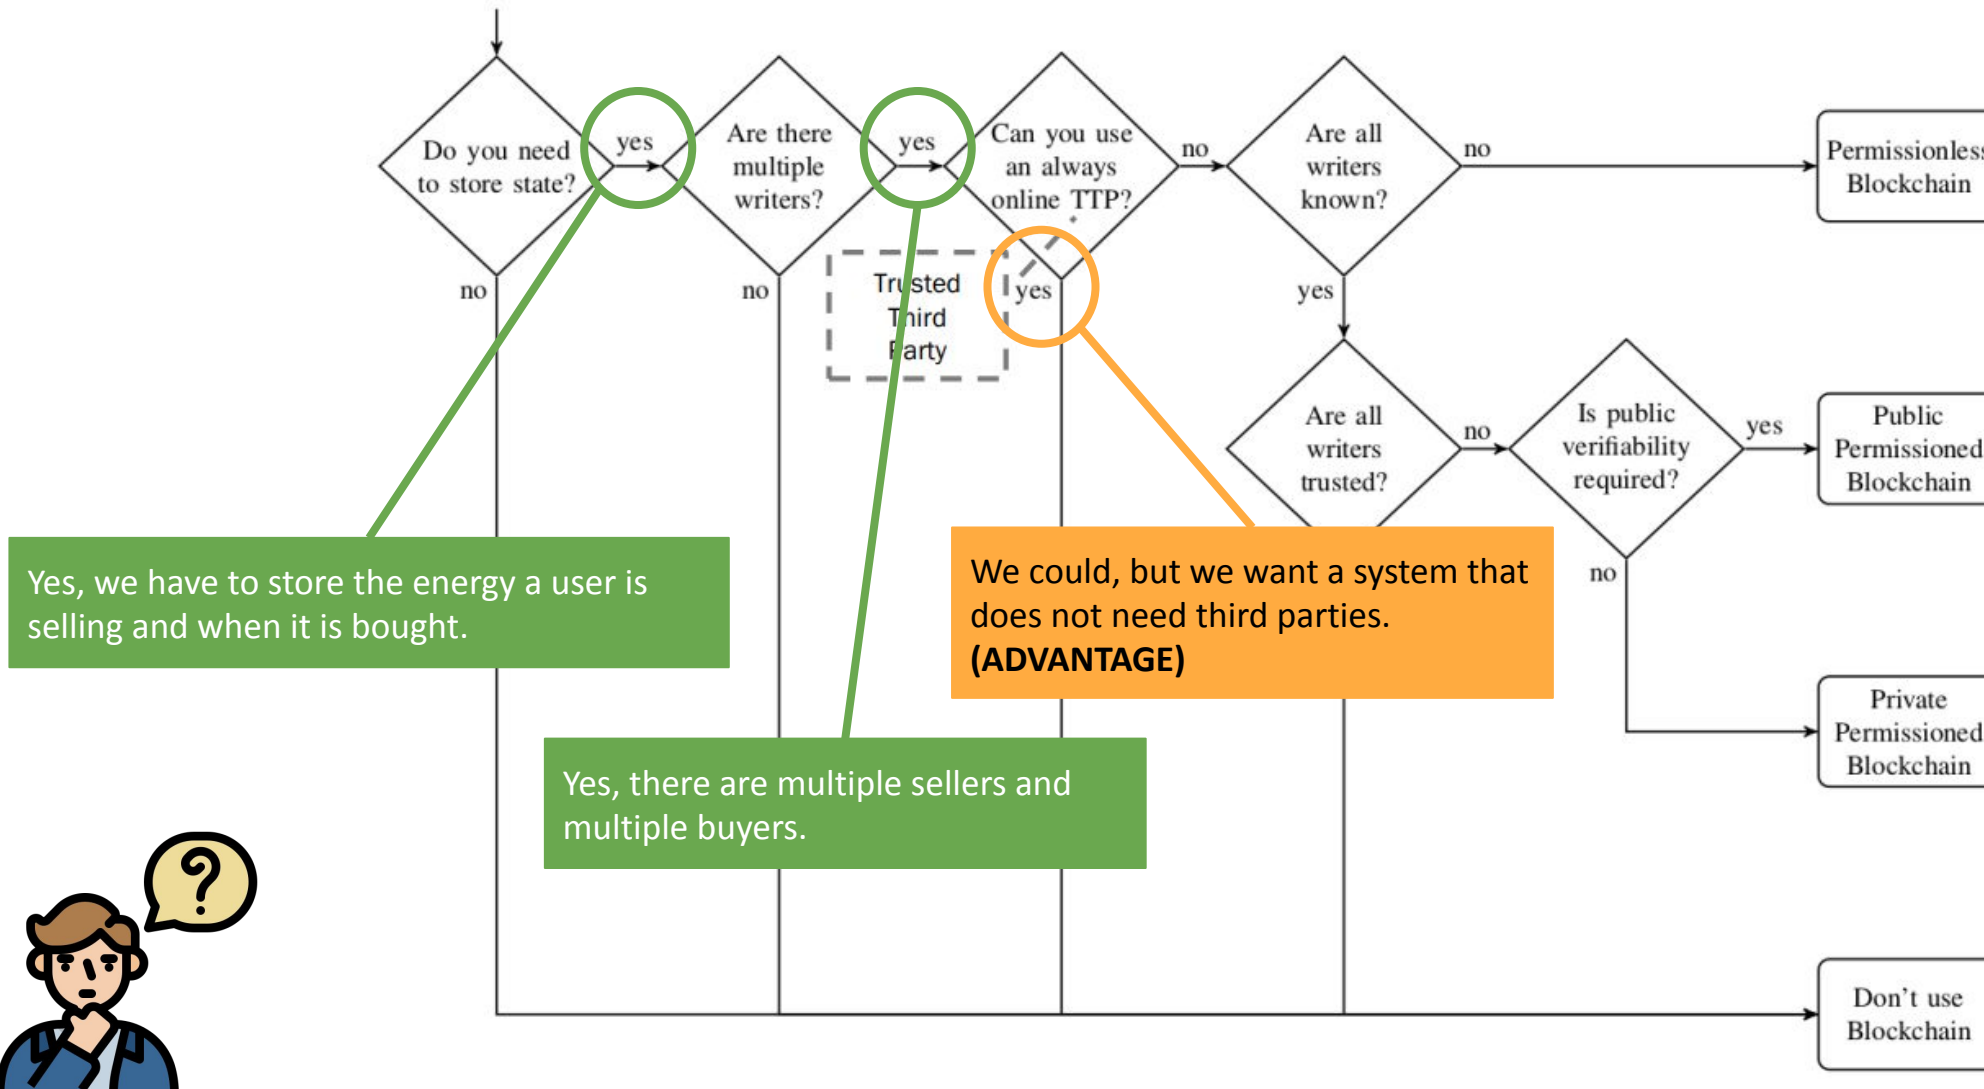 Do you need
to store state?
yes
no
Are there
multiple
writers?
yes
no
Can you use
an always
online TTP?
no
yes
Trusted
Third
Party
Are all
writers
known?
no
yes
Permissionless
Blockchain
Are all
writers
trusted?
no
Is public
verifiability
required?
yes
no
Public
Permissioned
Blockchain
Private
Permissioned
Blockchain
Don't use
Blockchain
Yes, we have to store the energy a user is
selling and when it is bought.
Yes, there are multiple sellers and
multiple buyers.
We could, but we want a system that
does not need third parties.
(ADVANTAGE)
?